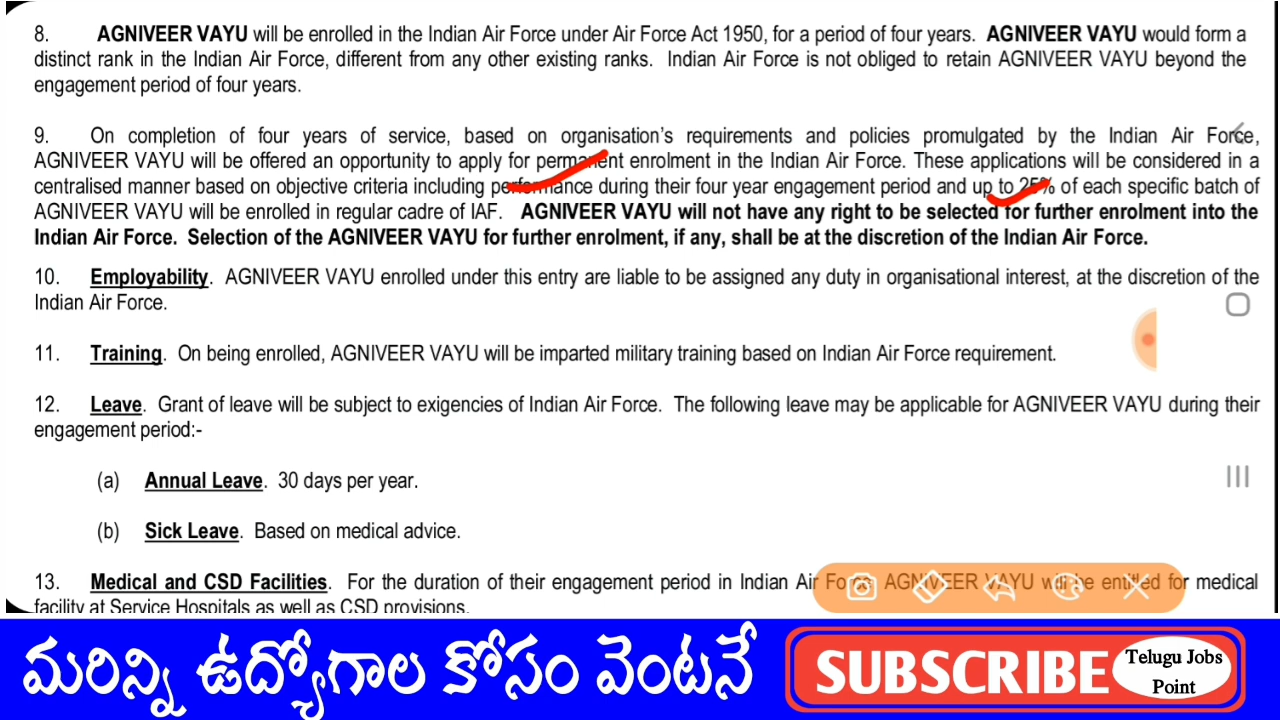 8. AGNIVEER VAYU will be enrolled in the Indian Air Force under Air Force Act 1950, for a period of four years. AGNIVEER VAYU would form a
distinct rank in the Indian Air Force, different from any other existing ranks. Indian Air Force is not obliged to retain AGNIVEER VAYU beyond the
engagement period of four years.
9. On completion of four years of service, based on organisation's requirements and policies promulgated by the Indian Air Force,
AGNIVEER VAYU will be offered an opportunity to apply for permanent enrolment in the Indian Air Force. These applications will be considered in a
centralised manner based on objective criteria including performance during their four year engagement period and up to 25% of each specific batch of
AGNIVEER VAYU will be enrolled in regular cadre of IAF. AGNIVEER VAYU will not have any right to be selected for further enrolment into the
Indian Air Force. Selection of the AGNIVEER VAYU for further enrolment, if any, shall be at the discretion of the Indian Air Force.
10. Employability. AGNIVEER VAYU enrolled under this entry are liable to be assigned any duty in organisational interest, at the discretion of the
Indian Air Force.
11. Training. On being enrolled, AGNIVEER VAYU will be imparted military training based on Indian Air Force requirement.
12. Leave. Grant of leave will be subject to exigencies of Indian Air Force. The following leave may be applicable for AGNIVEER VAYU during their
engagement period:-
(a) Annual Leave. 30 days per year.
(b) Sick Leave. Based on medical advice.
13. Medical and CSD Facilities. For the duration of their engagement period in Indian Air Force AGNIVEER VAYU will be entitled for medical
facility at Service Hospitals as well as CSD provisions.
మరిన్ని ఉద్యోగాల కోసం వెంటనే
SUBSCRIBE
Telugu Jobs
Point